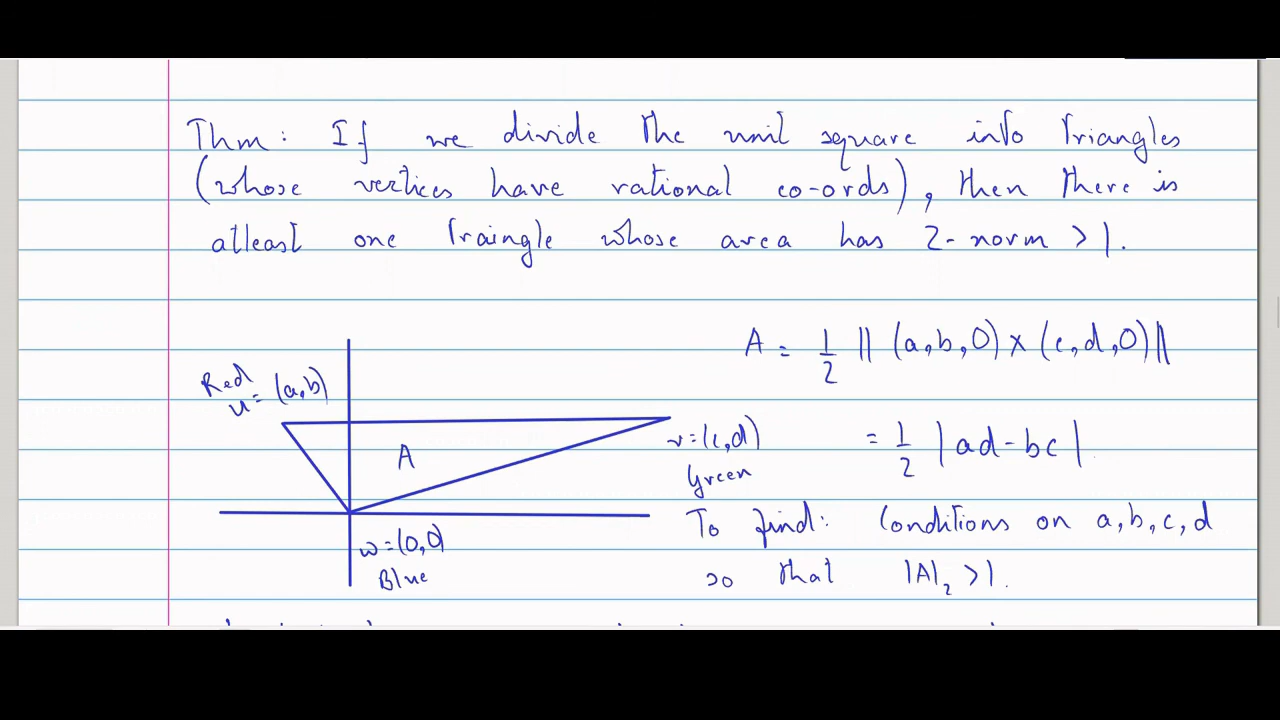 Thm: If we divide the unit square into triangles
(whose vertices have rational co-ords), then there is
atleast one traingle whose area has 2-norm >1.
A = 1/2 || (a,b,0) x (c,d,0) ||
Red
u = (a,b)
v=(c,d)
= 1/2 |ad-bc|
A
Green
To find: Conditions on a,b,c,d
w=(0,0)
Blue
so that |A|₂ >1.